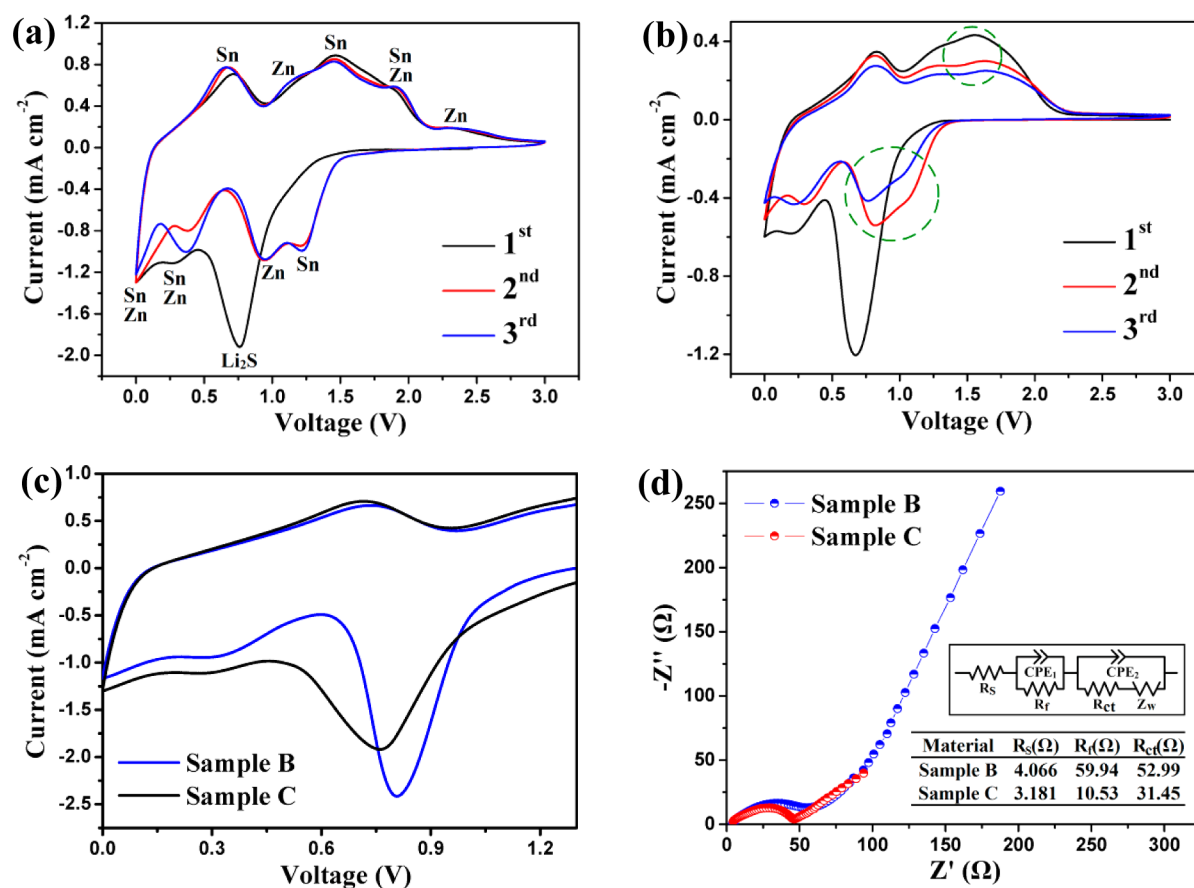 (a)
1.2
0.8
0.4
0.0
-0.4
-0.8
-1.2
-1.6
-2.0
Current (mA cm-2)
Sn
Zn
Sn
Sn
Zn
Zn
Sn
Zn
Sn
Zn
Li2S
Zn
Sn
1st
2nd
3rd
0.0 0.5 1.0 1.5 2.0 2.5 3.0
Voltage (V)
(b)
0.4
0.0
-0.4
-0.8
-1.2
Current (mA cm-2)
1st
2nd
3rd
0.0 0.5 1.0 1.5 2.0 2.5 3.0
Voltage (V)
(c)
1.0
0.5
0.0
-0.5
-1.0
-1.5
-2.0
-2.5
Current (mA cm-2)
Sample B
Sample C
0.0 0.3 0.6 0.9 1.2
Voltage (V)
(d)
250
200
150
100
50
0
-Z'' (Ω)
Sample B
Sample C
RS CPE1 Rf CPE2 Rct Zw
Material RS(Ω) Rf(Ω) Rct(Ω)
Sample B 4.066 59.94 52.99
Sample C 3.181 10.53 31.45
0 50 100 150 200 250 300
Z' (Ω)